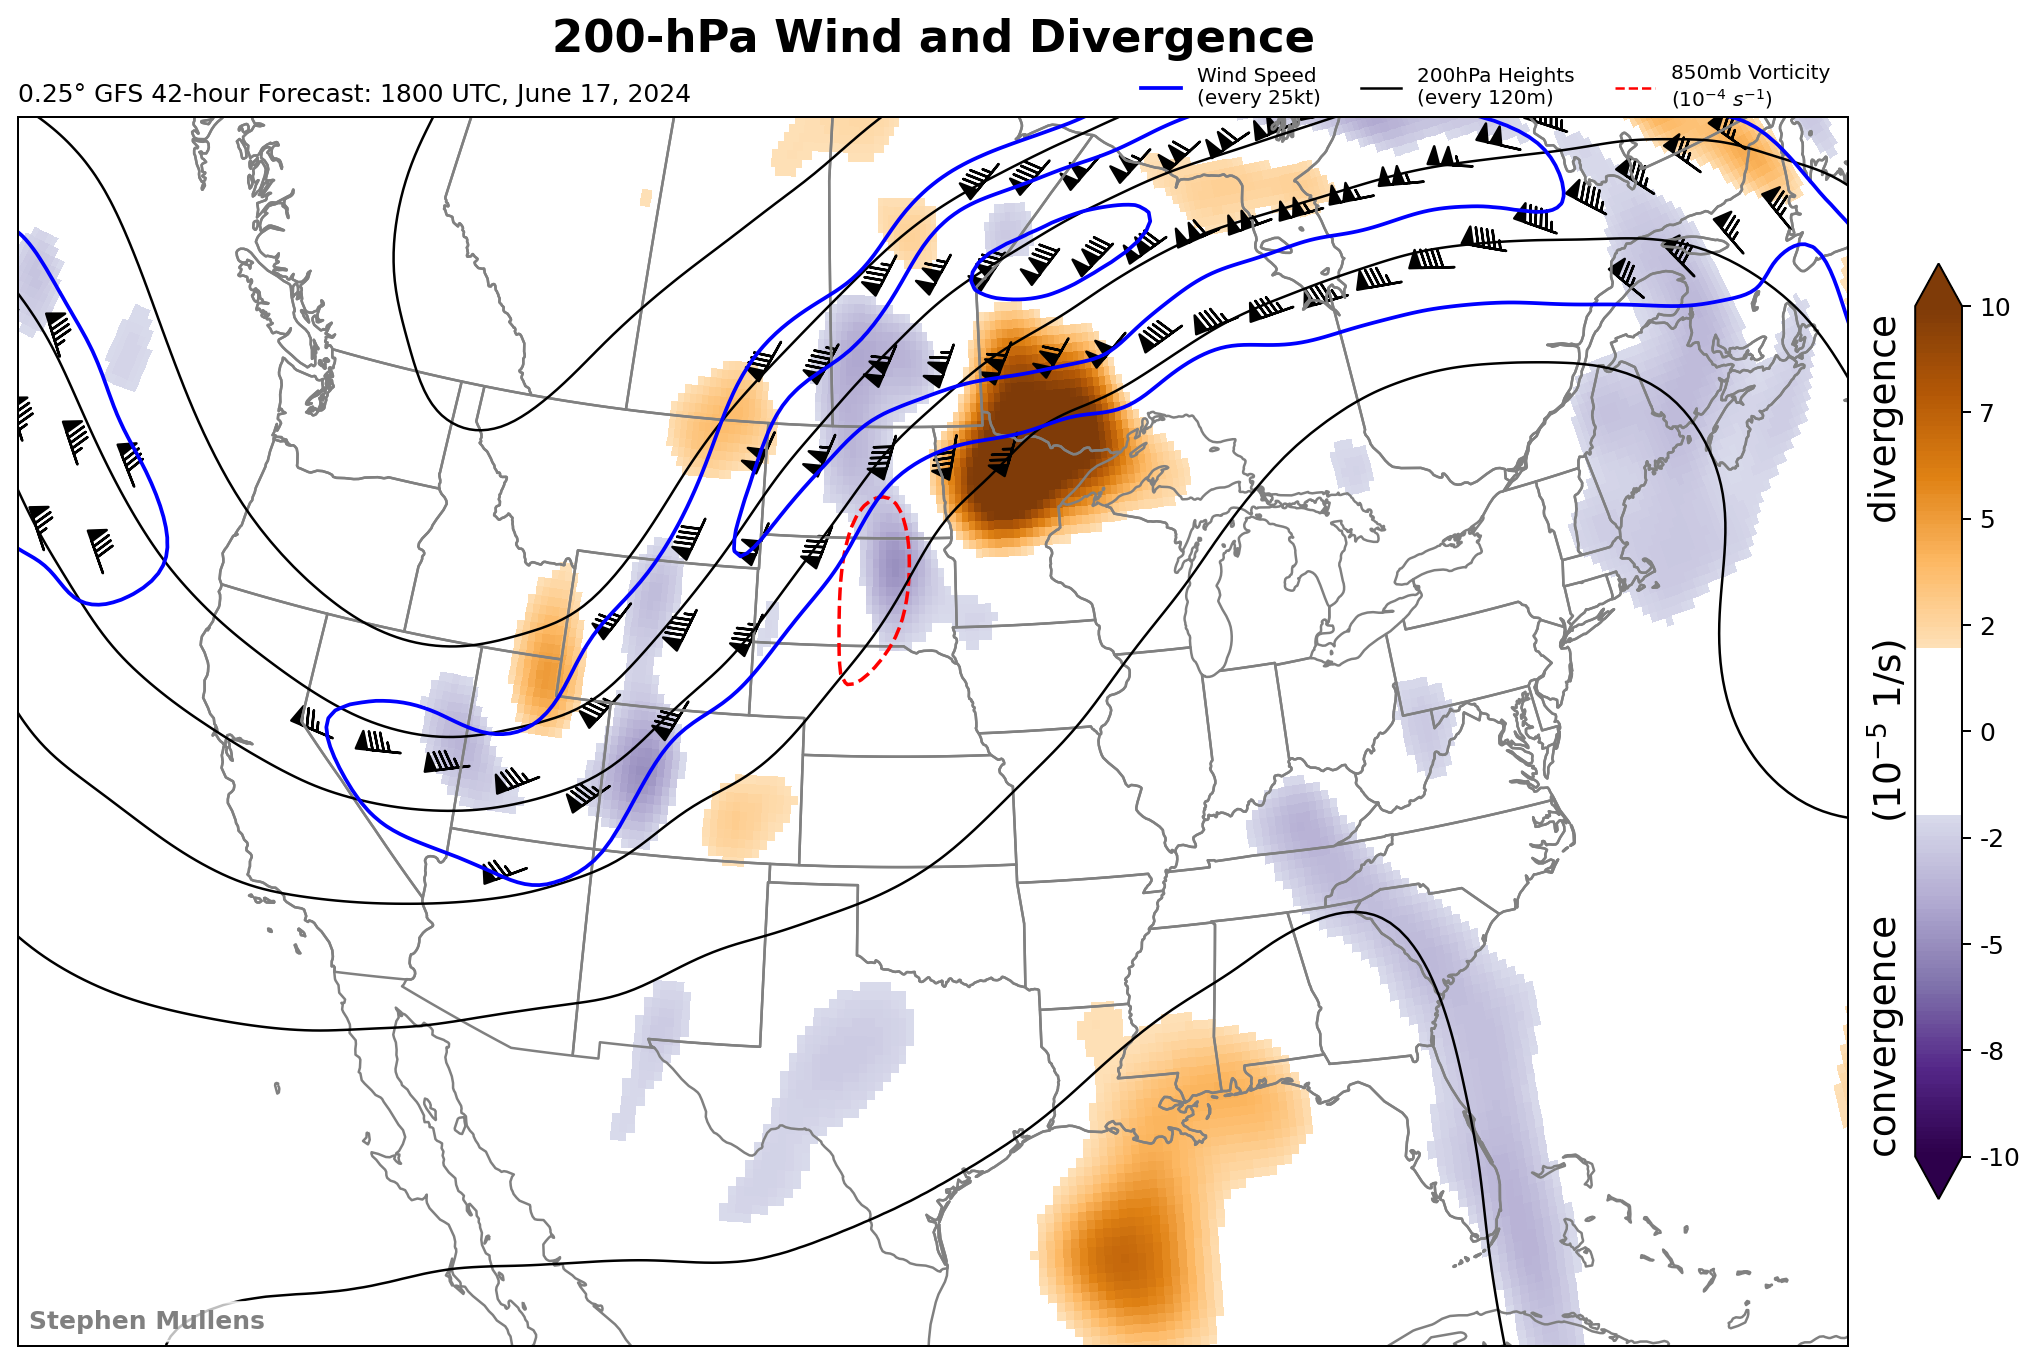 200-hPa Wind and Divergence
0.25° GFS 42-hour Forecast: 1800 UTC, June 17, 2024
Wind Speed
(every 25kt)
200hPa Heights
(every 120m)
850mb Vorticity
(10⁻⁴ s⁻¹)
10
7
5
2
0
-2
-5
-8
-10
divergence
(10⁻⁵ 1/s)
convergence
Stephen Mullens